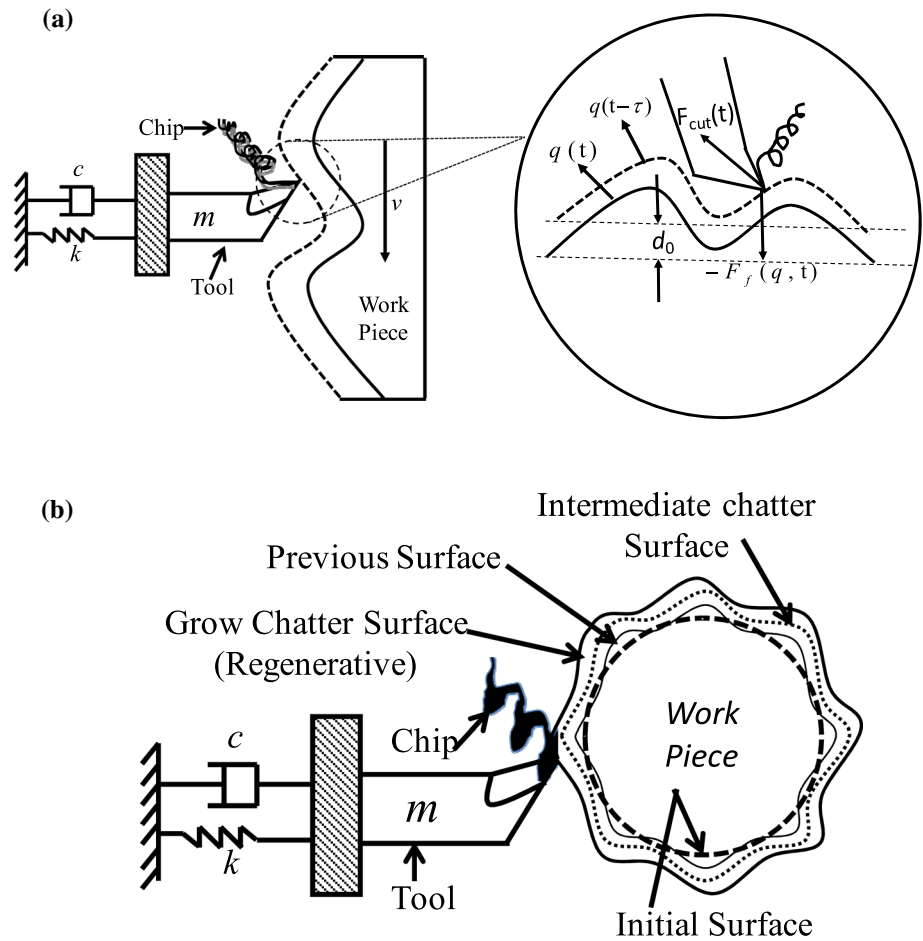 (a)
Chip
c
m
k
Tool
v
Work
Piece
q(t−τ)
q (t)
F_cut(t)
d₀
− F_f (q , t)
(b)
Intermediate chatter
Surface
Previous Surface
Grow Chatter Surface
(Regenerative)
Chip
Work
Piece
c
m
k
Tool
Initial Surface